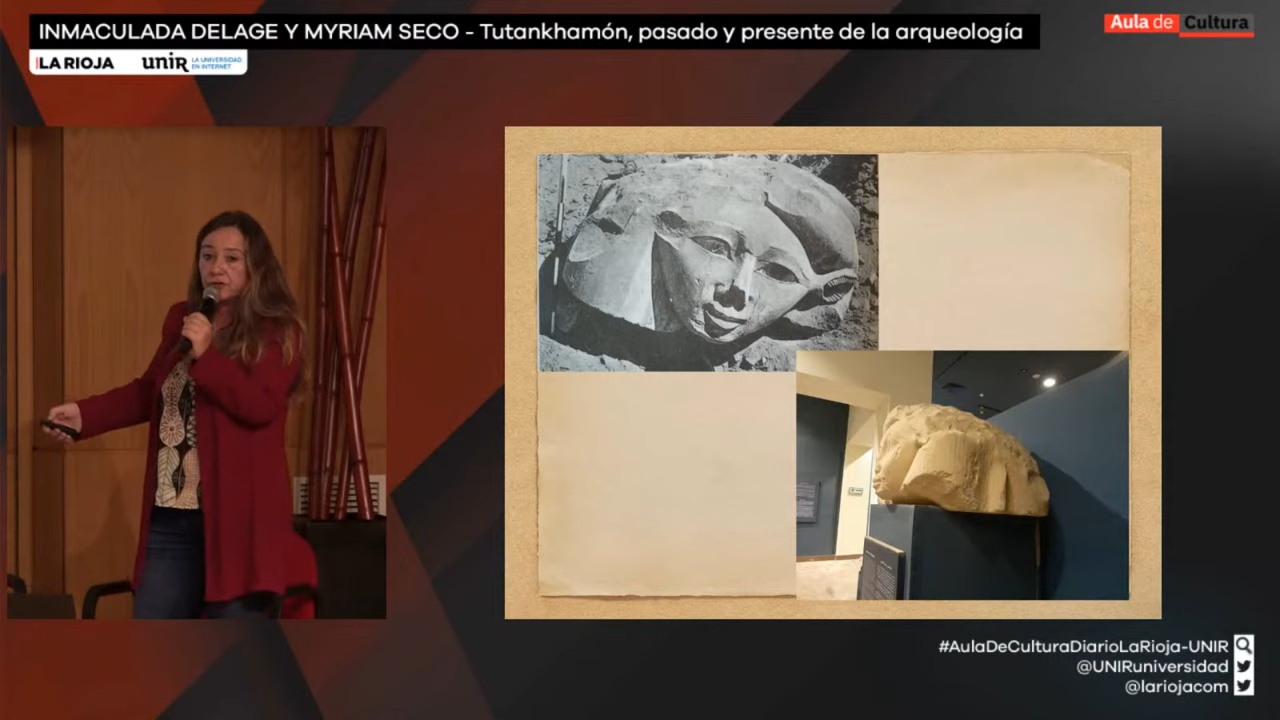 INMACULADA DELAGE Y MYRIAM SECO - Tutankhamón, pasado y presente de la arqueología
Aula de Cultura
LA RIOJA unir LA UNIVERSIDAD
EN INTERNET
#AulaDeCulturaDiarioLaRioja-UNIR
@UNIRuniversidad
@lariojacom